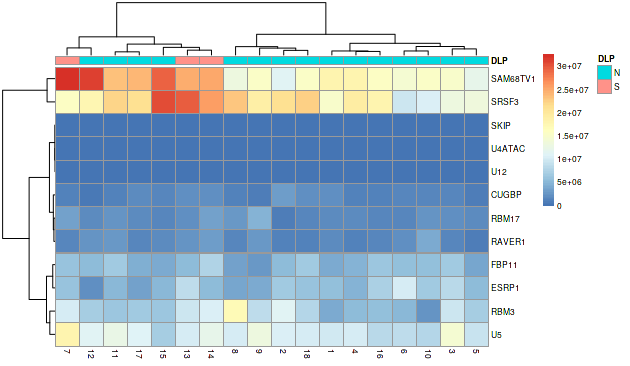 DLP
DLP
SAM68TV1
SRSF3
SKIP
U4ATAC
U12
CUGBP
RBM17
RAVER1
FBP11
ESRP1
RBM3
U5
3e+07
2.5e+07
2e+07
1.5e+07
1e+07
5e+06
0
N
S
7 12 11 17 15 13 14 8 9 2 18 1 4 16 6 10 3 5